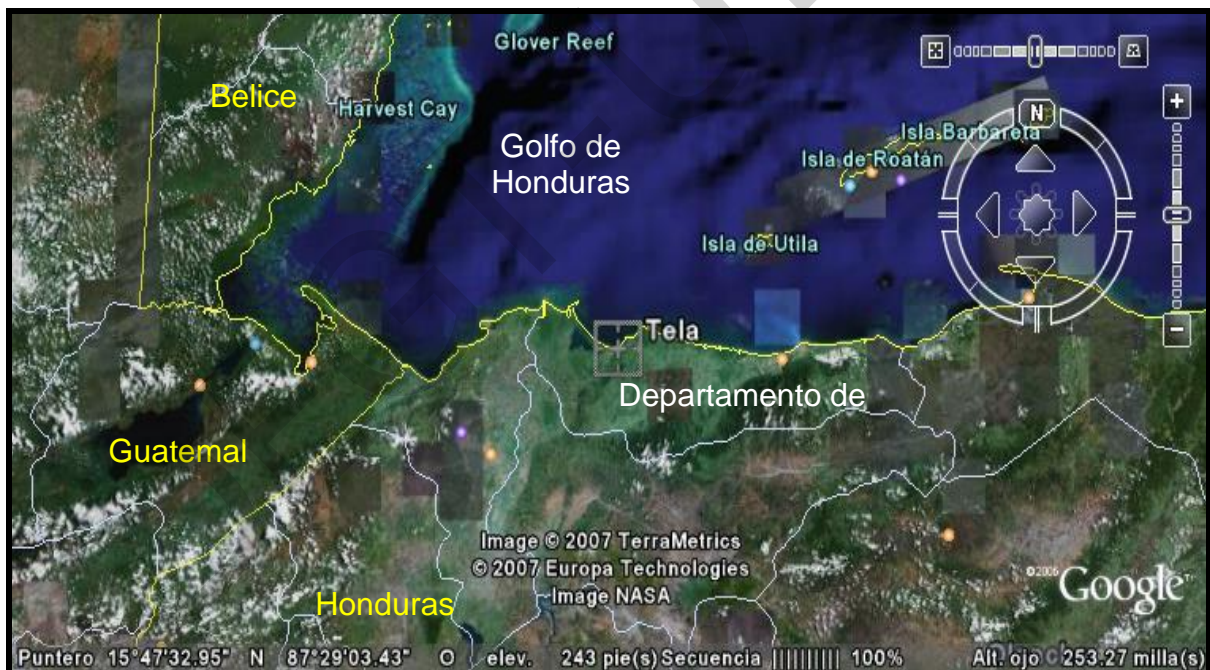 Glover Reef
Belice
Harvest Cay
N
Golfo de
Honduras
Isla Barbareta
Isla de Roatán
Isla de Utila
Tela
Departamento de
Guatemal
Image © 2007 TerraMetrics
© 2007 Europa Technologies
Image NASA
©2006 Google™
Honduras
Puntero 15°47'32.95" N 87°29'03.43" O elev. 243 pie(s) Secuencia 100% Alt. ojo 253.27 milla(s)